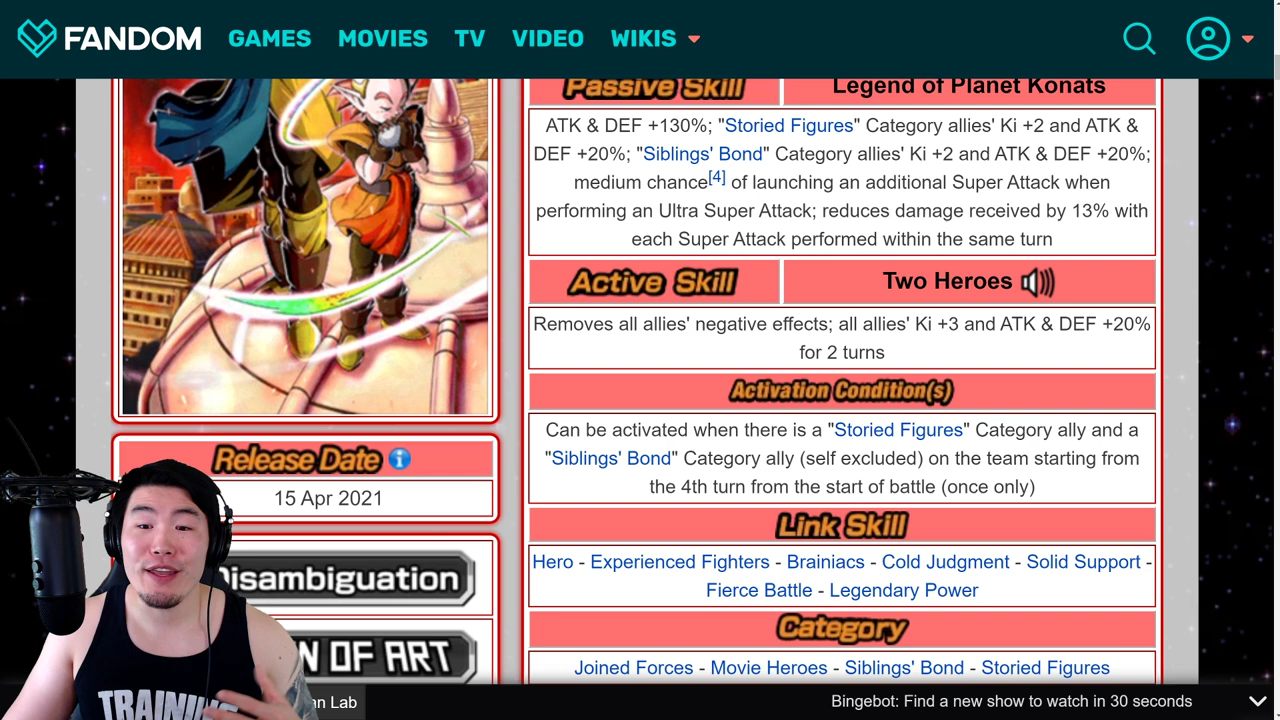 FANDOM GAMES MOVIES TV VIDEO WIKIS
Passive Skill
Legend of Planet Konats
ATK & DEF +130%; "Storied Figures" Category allies' Ki +2 and ATK &
DEF +20%; "Siblings' Bond" Category allies' Ki +2 and ATK & DEF +20%;
medium chance[4] of launching an additional Super Attack when
performing an Ultra Super Attack; reduces damage received by 13% with
each Super Attack performed within the same turn
Active Skill
Two Heroes
Removes all allies' negative effects; all allies' Ki +3 and ATK & DEF +20%
for 2 turns
Activation Condition(s)
Can be activated when there is a "Storied Figures" Category ally and a
"Siblings' Bond" Category ally (self excluded) on the team starting from
the 4th turn from the start of battle (once only)
Link Skill
Hero - Experienced Fighters - Brainiacs - Cold Judgment - Solid Support -
Fierce Battle - Legendary Power
Category
Joined Forces - Movie Heroes - Siblings' Bond - Storied Figures
Release Date i
15 Apr 2021
Disambiguation
N OF ART
TRAINING
an Lab
Bingebot: Find a new show to watch in 30 seconds